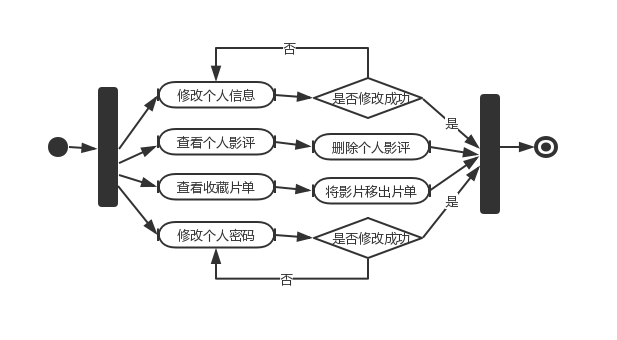 否
修改个人信息
是否修改成功
是
查看个人影评
删除个人影评
查看收藏片单
将影片移出片单
是
修改个人密码
是否修改成功
否